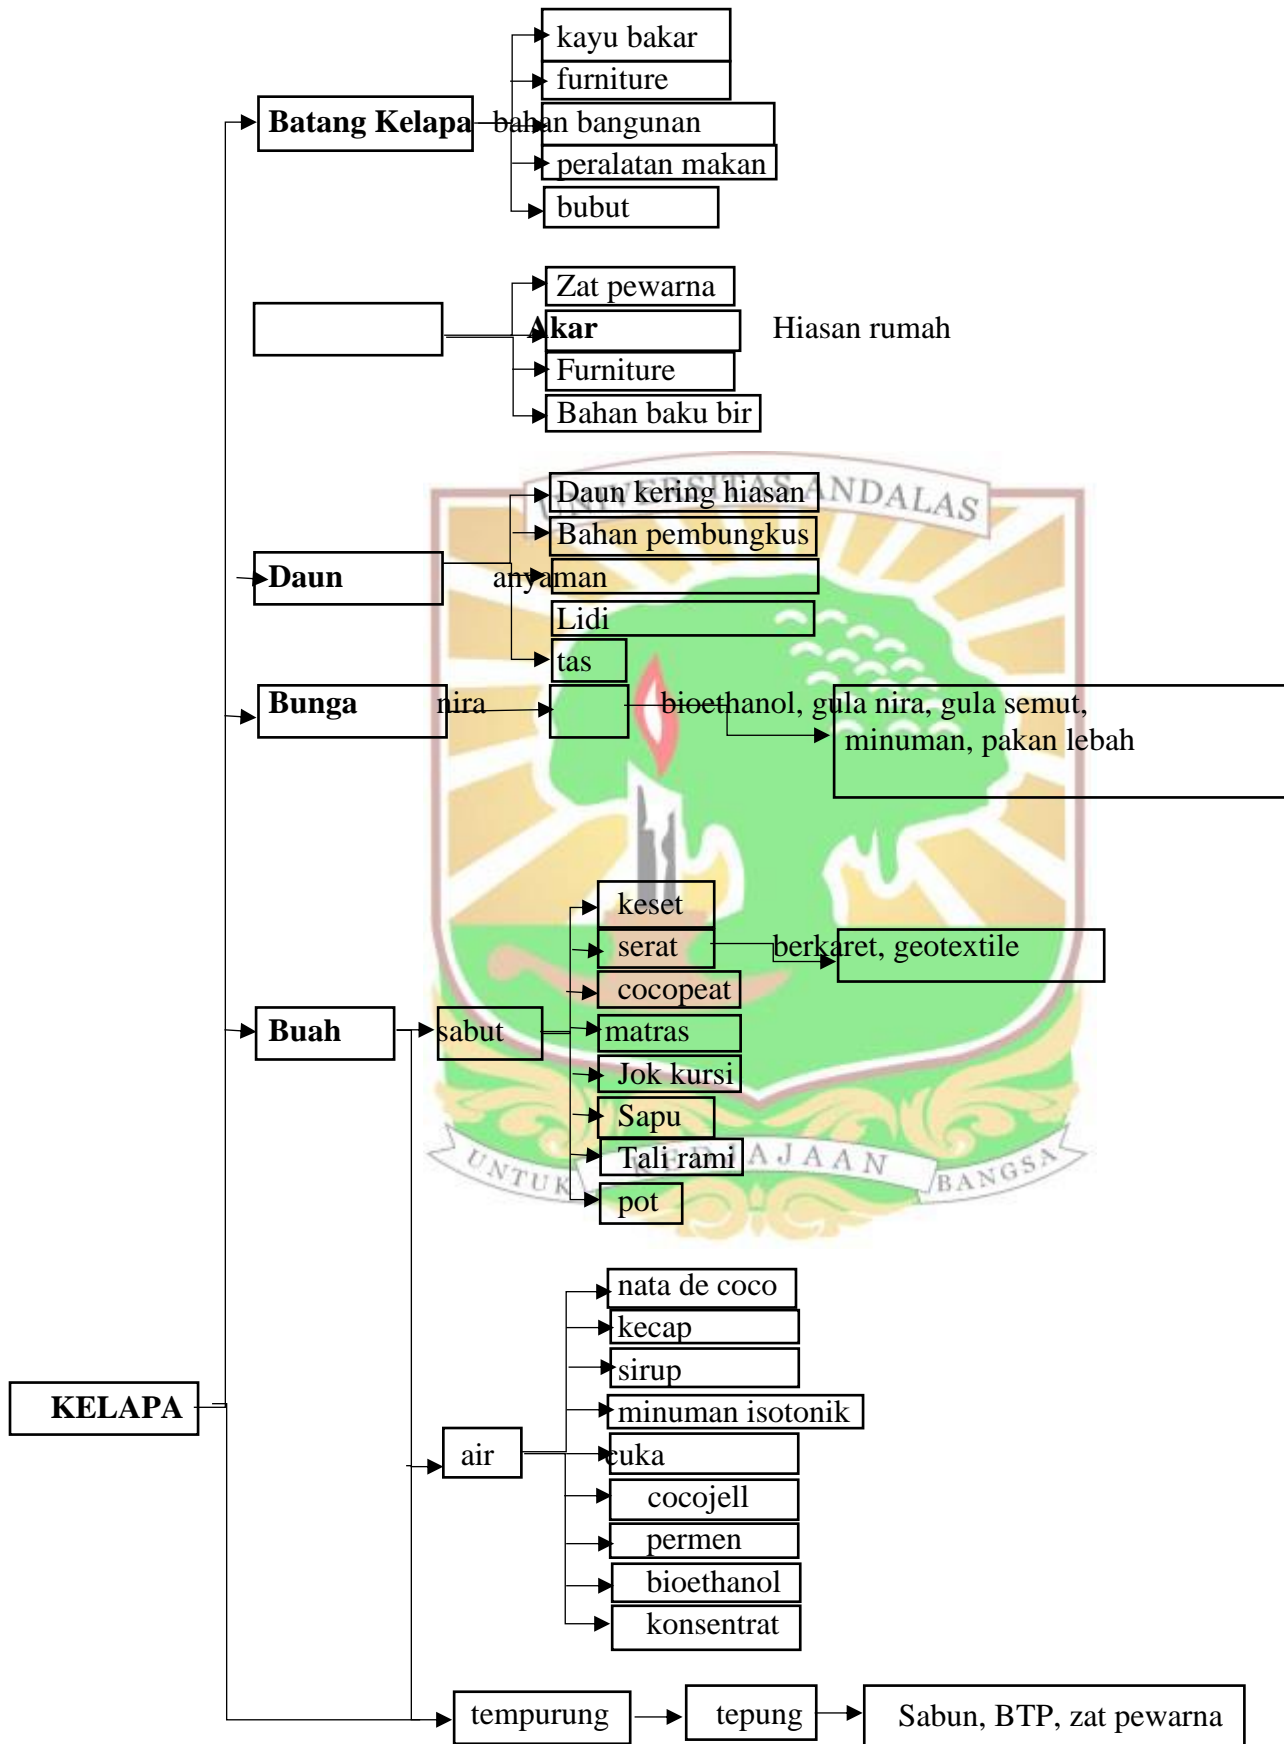 kayu bakar
furniture
Batang Kelapa bahan bangunan
peralatan makan
bubut
Zat pewarna
Akar Hiasan rumah
Furniture
Bahan baku bir
UNIVERSITAS ANDALAS
Daun kering hiasan
Bahan pembungkus
Daun anyaman
Lidi
tas
Bunga nira bioethanol, gula nira, gula semut,
minuman, pakan lebah
keset
serat berkaret, geotextile
cocopeat
Buah sabut matras
Jok kursi
Sapu
Tali rami
UNTUK KEDJAJAAN BANGSA
pot
nata de coco
kecap
sirup
KELAPA
minuman isotonik
air cuka
cocojell
permen
bioethanol
konsentrat
tempurung tepung Sabun, BTP, zat pewarna